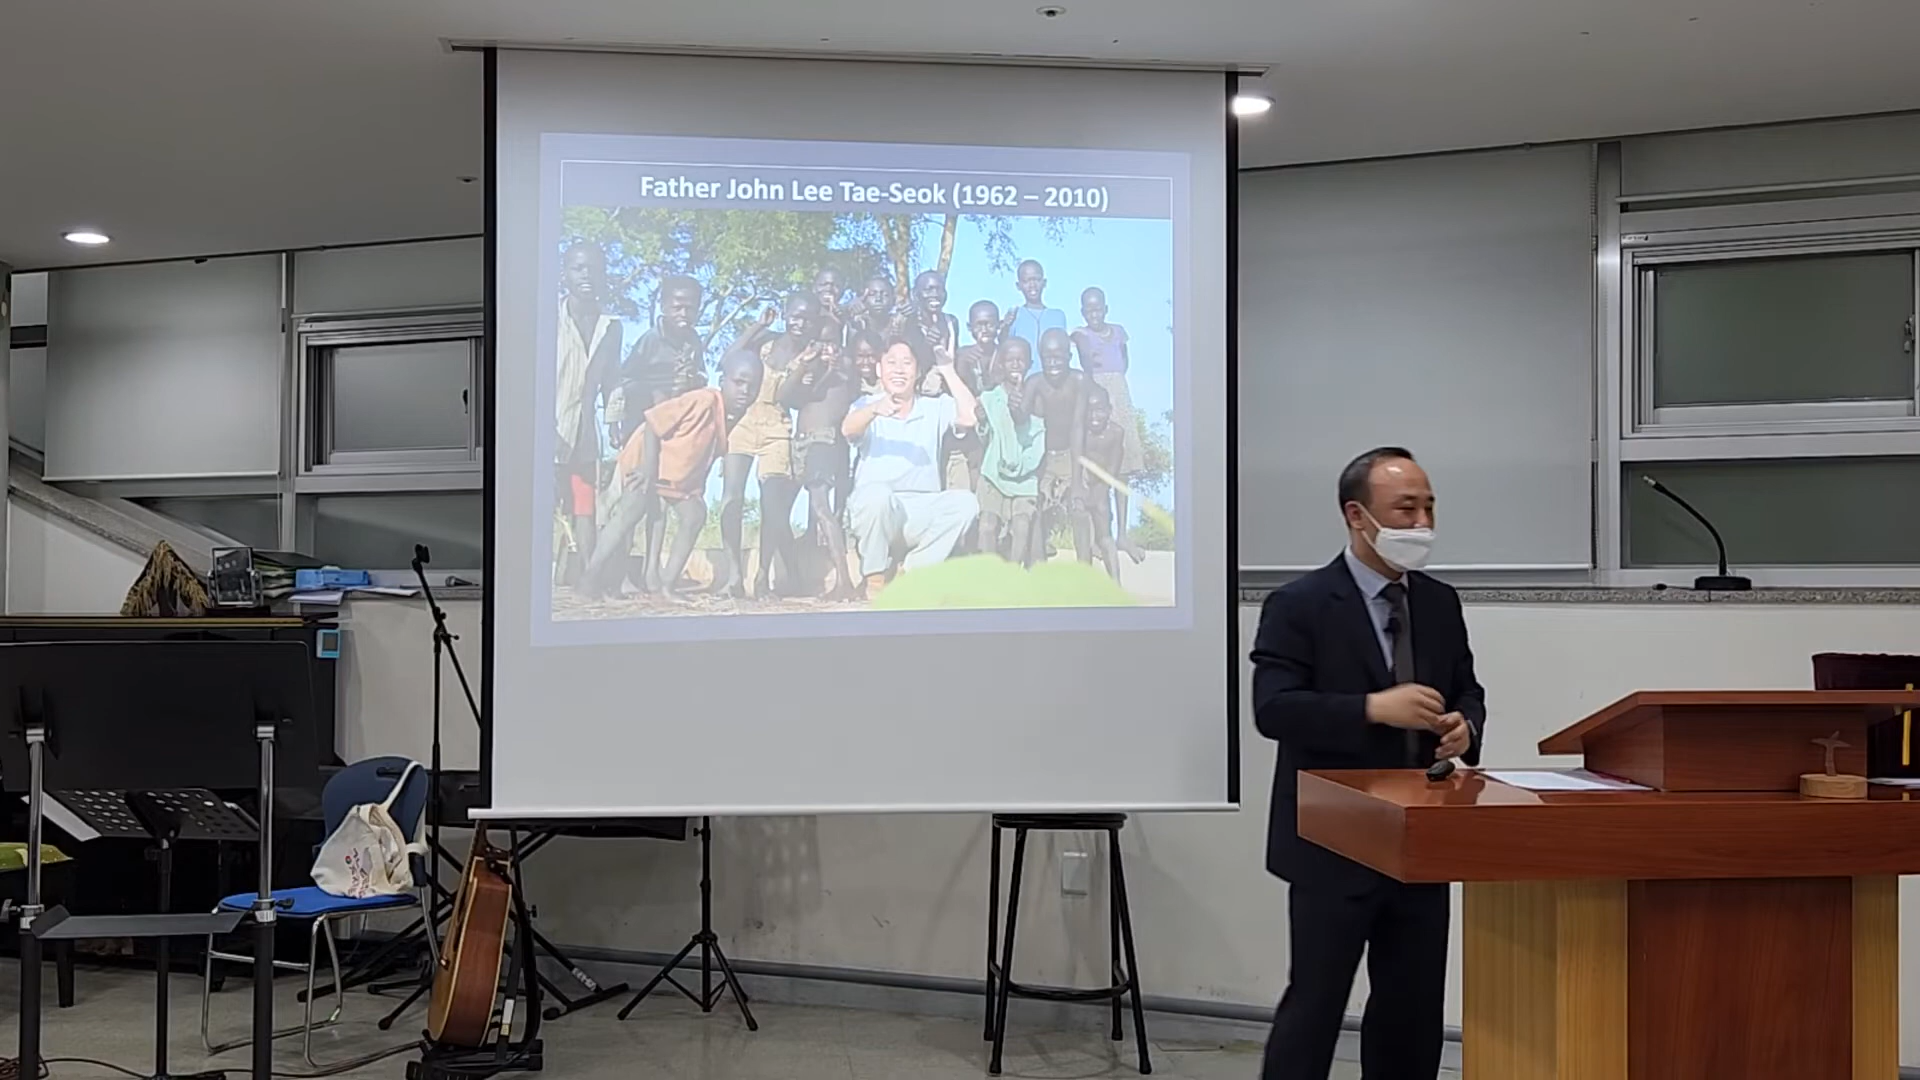 Father John Lee Tae-Seok (1962 – 2010)